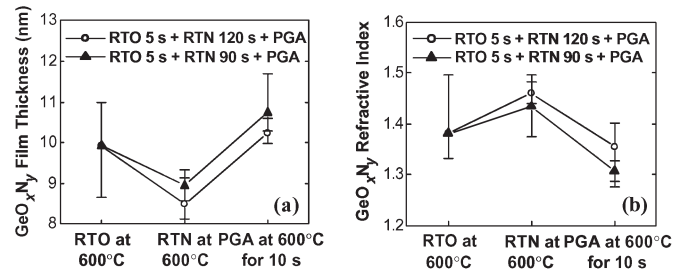 RTO 5 s + RTN 120 s + PGA
RTO 5 s + RTN 90 s + PGA
GeOxNy Film Thickness (nm)
13
12
11
10
9
8
(a)
RTO at 600°C
RTN at 600°C
PGA at 600°C for 10 s
RTO 5 s + RTN 120 s + PGA
RTO 5 s + RTN 90 s + PGA
GeOxNy Refractive Index
1.6
1.5
1.4
1.3
1.2
(b)
RTO at 600°C
RTN at 600°C
PGA at 600°C for 10 s